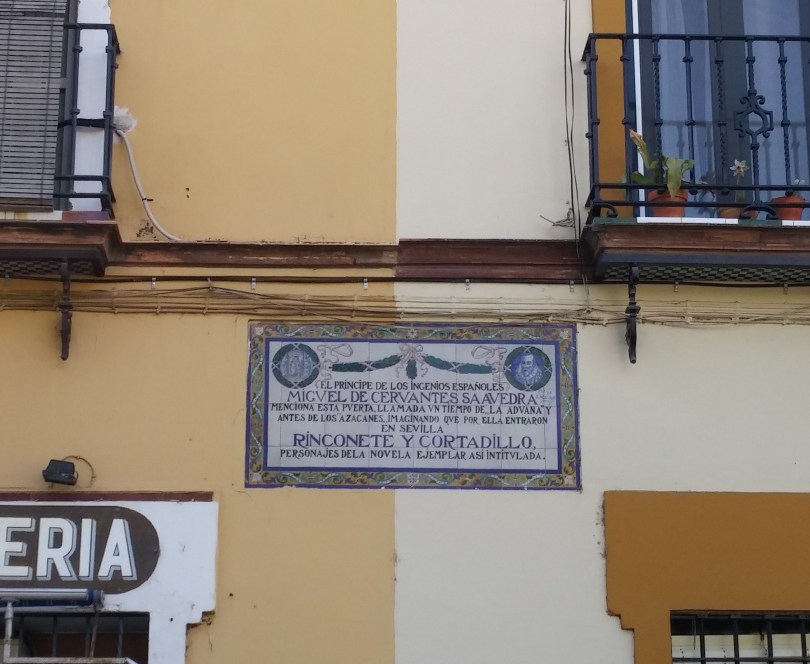 EL PRÍNCIPE DE LOS INGENIOS ESPAÑOLES
MIGVEL DE CERVANTES SAAVEDRA
MENCIONA ESTA PVERTA, LLAMADA VN TIEMPO DE LA ADVANA Y
ANTES DE LOS AZACANES, IMAGINANDO QUE POR ELLA ENTRARON
EN SEVILLA
RINCONETE Y CORTADILLO,
PERSONAJES DE LA NOVELA EJEMPLAR ASI INTITVLADA.
ERIA